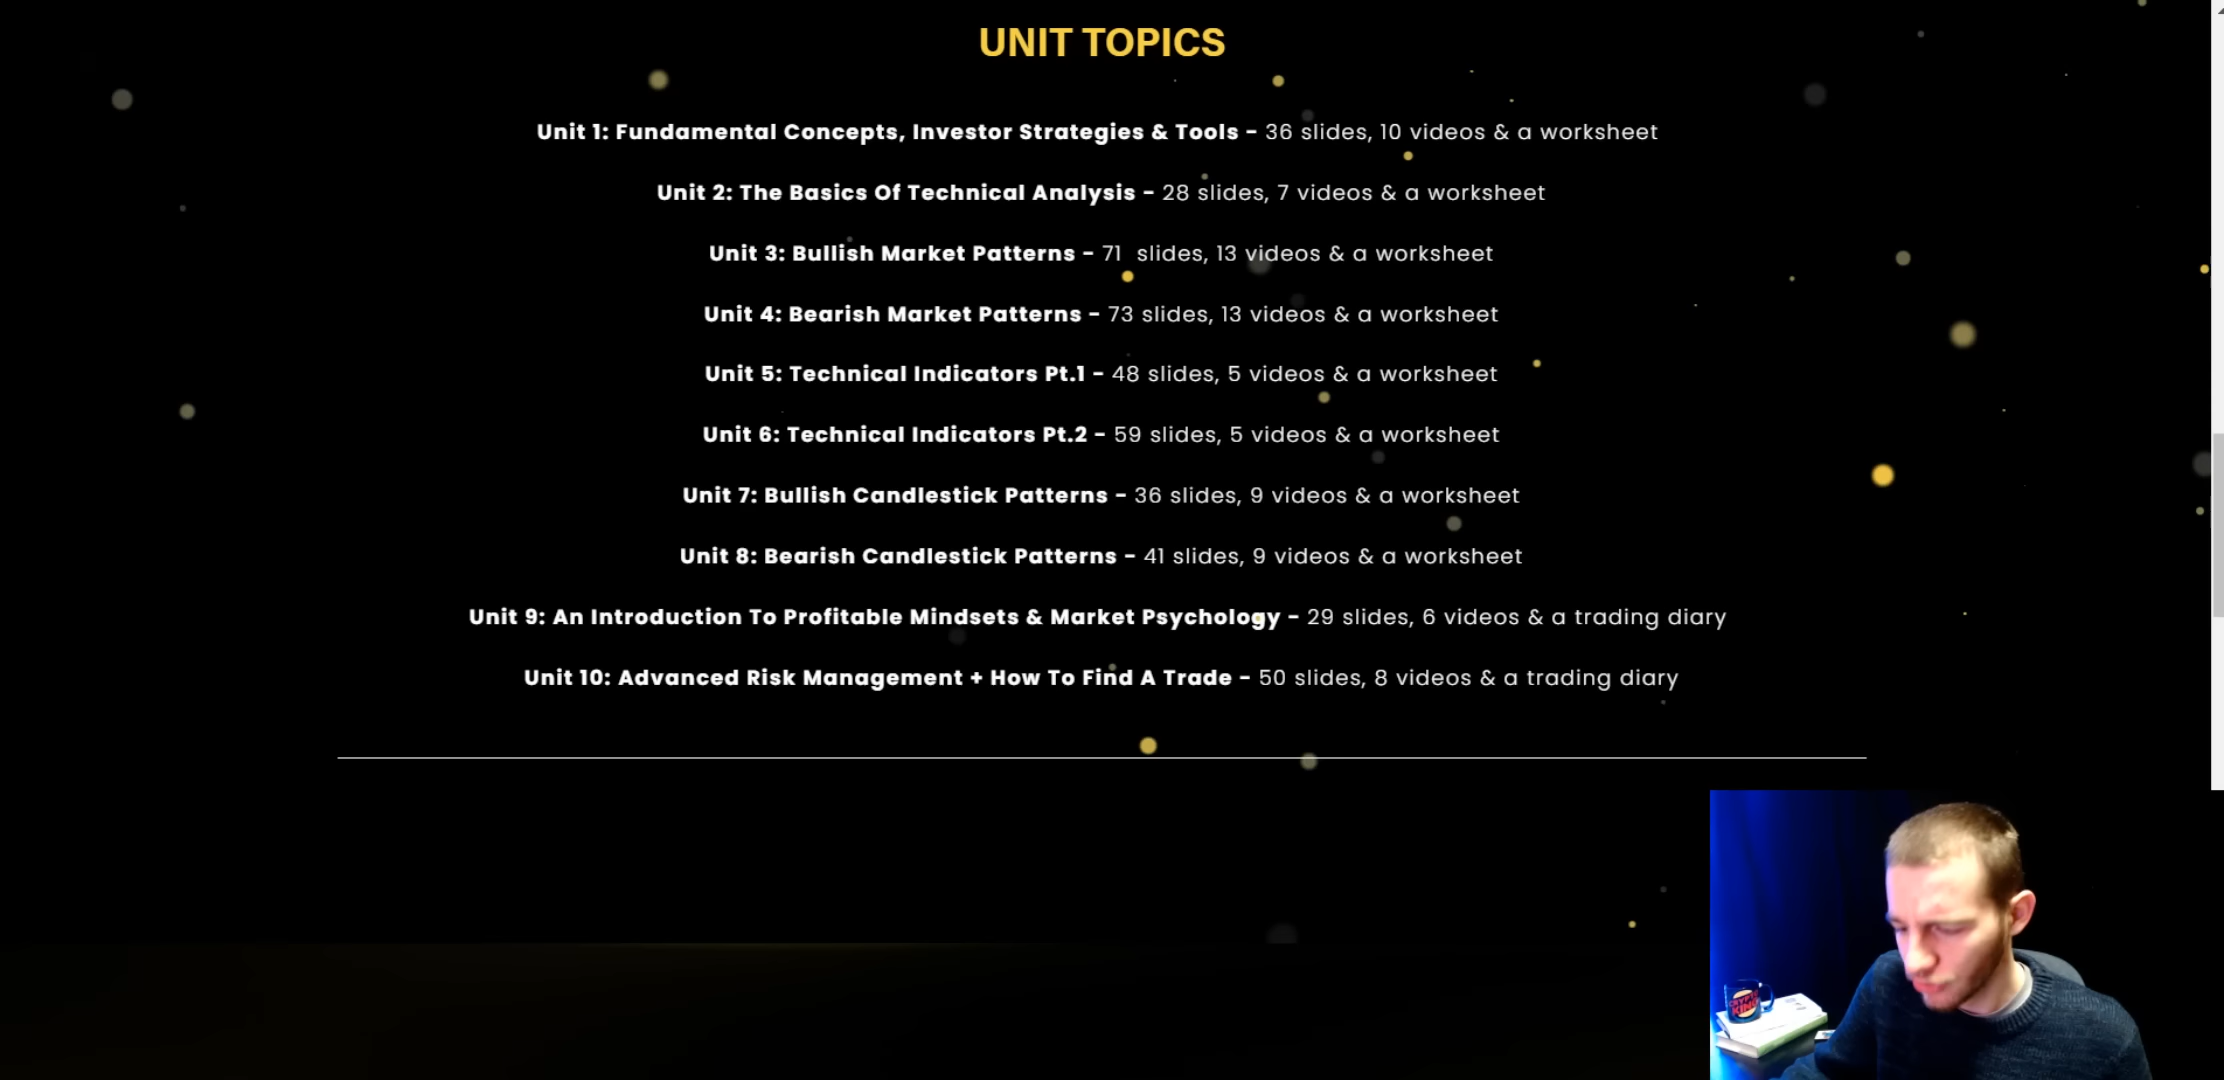 UNIT TOPICS
Unit 1: Fundamental Concepts, Investor Strategies & Tools - 36 slides, 10 videos & a worksheet
Unit 2: The Basics Of Technical Analysis - 28 slides, 7 videos & a worksheet
Unit 3: Bullish Market Patterns - 71 slides, 13 videos & a worksheet
Unit 4: Bearish Market Patterns - 73 slides, 13 videos & a worksheet
Unit 5: Technical Indicators Pt.1 - 48 slides, 5 videos & a worksheet
Unit 6: Technical Indicators Pt.2 - 59 slides, 5 videos & a worksheet
Unit 7: Bullish Candlestick Patterns - 36 slides, 9 videos & a worksheet
Unit 8: Bearish Candlestick Patterns - 41 slides, 9 videos & a worksheet
Unit 9: An Introduction To Profitable Mindsets & Market Psychology - 29 slides, 6 videos & a trading diary
Unit 10: Advanced Risk Management + How To Find A Trade - 50 slides, 8 videos & a trading diary
CRYPTO
KING